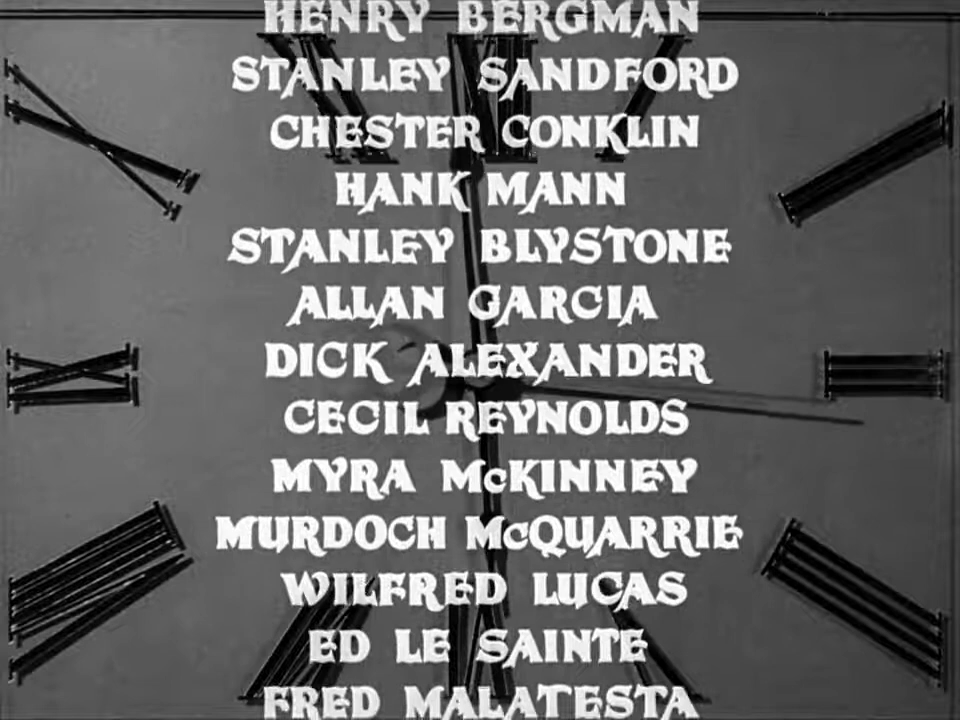 HENRY BERGMAN
STANLEY SANDFORD
CHESTER CONKLIN
HANK MANN
STANLEY BLYSTONE
ALLAN GARCIA
DICK ALEXANDER
CECIL REYNOLDS
MYRA McKINNEY
MURDOCH McQUARRIE
WILFRED LUCAS
ED LE SAINTE
FRED MALATESTA